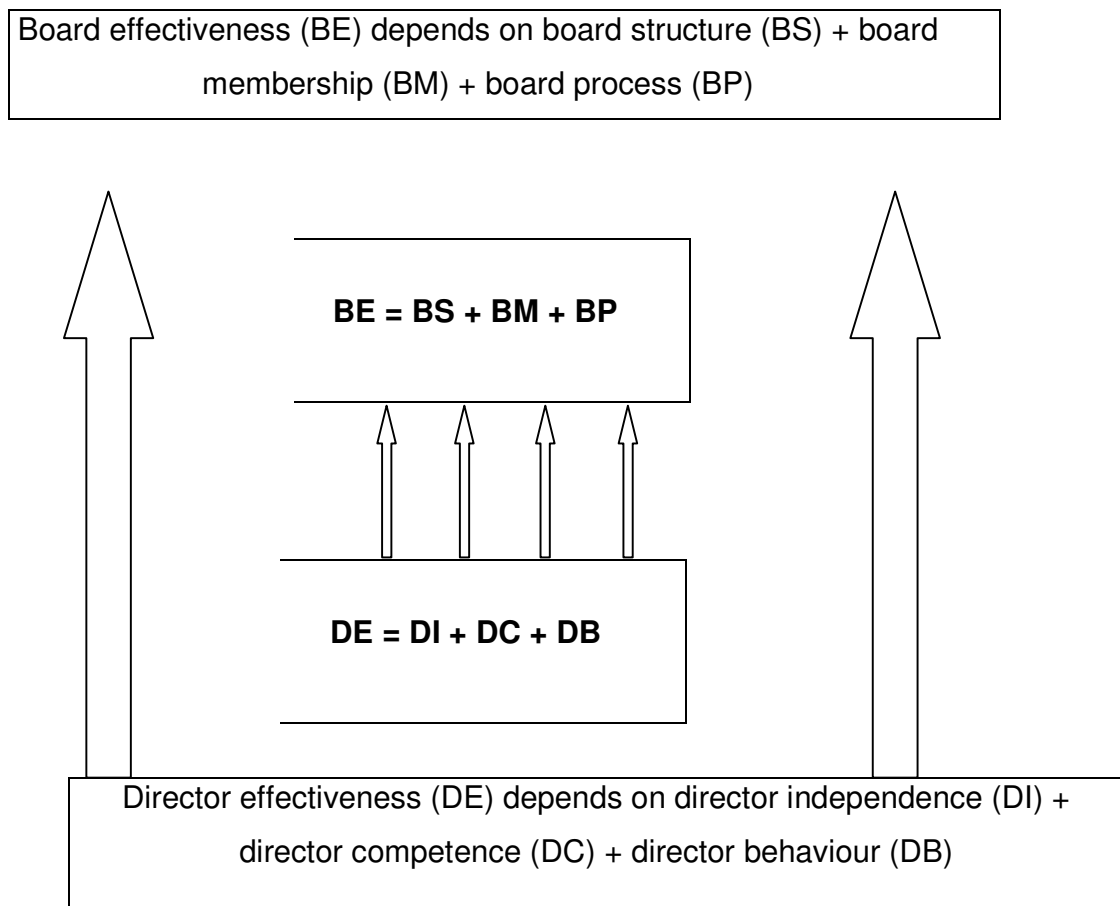 Board effectiveness (BE) depends on board structure (BS) + board
membership (BM) + board process (BP)
BE = BS + BM + BP
DE = DI + DC + DB
Director effectiveness (DE) depends on director independence (DI) +
director competence (DC) + director behaviour (DB)